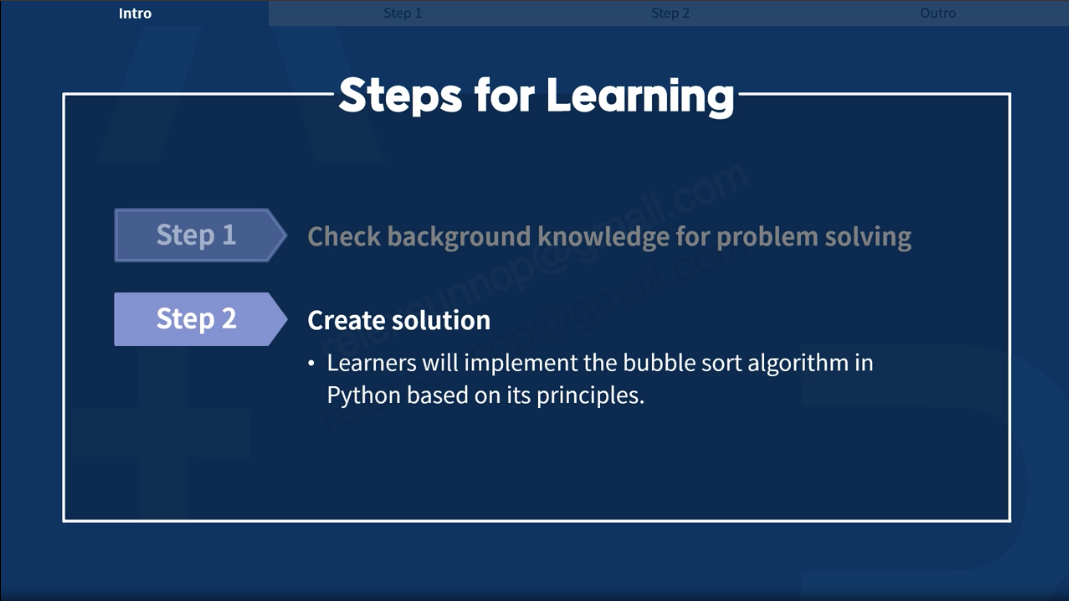 Intro
Step 1
Step 2
Outro
Steps for Learning
Step 1
Check background knowledge for problem solving
Step 2
Create solution
• Learners will implement the bubble sort algorithm in
Python based on its principles.